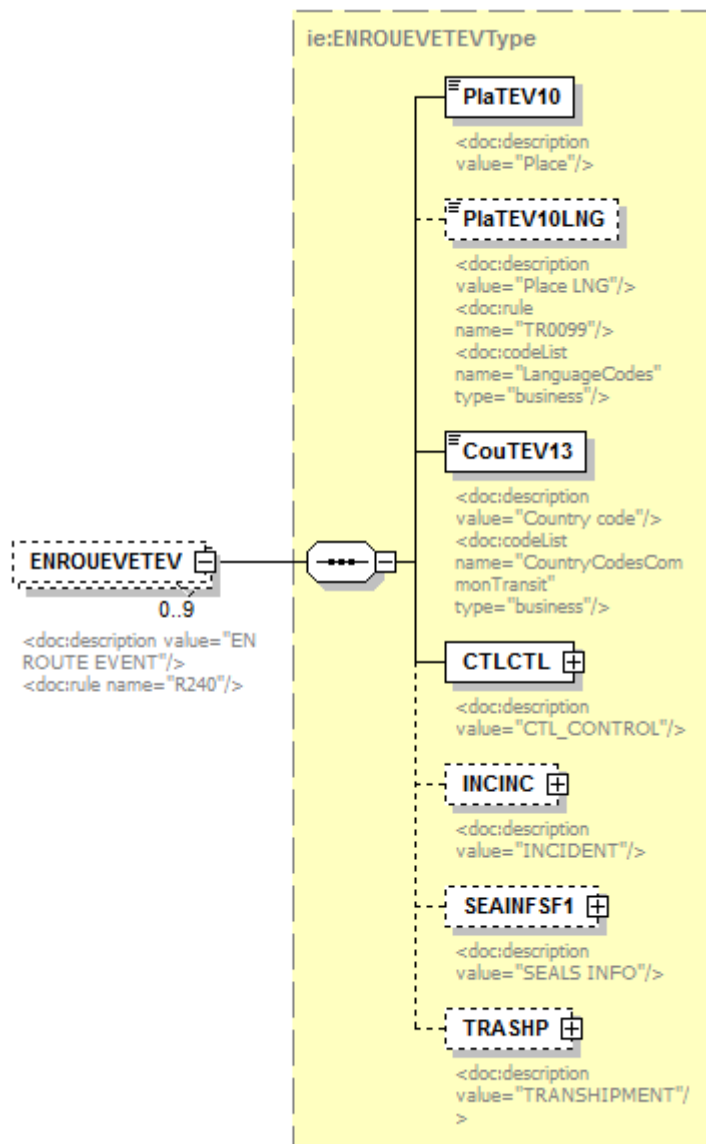 ie:ENROUEVETEVType
PlaTEV10
<doc:description
value="Place"/>
PlaTEV10LNG
<doc:description
value="Place LNG"/>
<doc:rule
name="TR0099"/>
<doc:codeList
name="LanguageCodes"
type="business"/>
CouTEV13
<doc:description
value="Country code"/>
<doc:codeList
name="CountryCodesCom
monTransit"
type="business"/>
ENROUEVETEV
0..9
<doc:description value="EN
ROUTE EVENT"/>
<doc:rule name="R240"/>
CTLCTL
<doc:description
value="CTL_CONTROL"/>
INCINC
<doc:description
value="INCIDENT"/>
SEAINFSF1
<doc:description
value="SEALS INFO"/>
TRASHP
<doc:description
value="TRANSHIPMENT"/
>